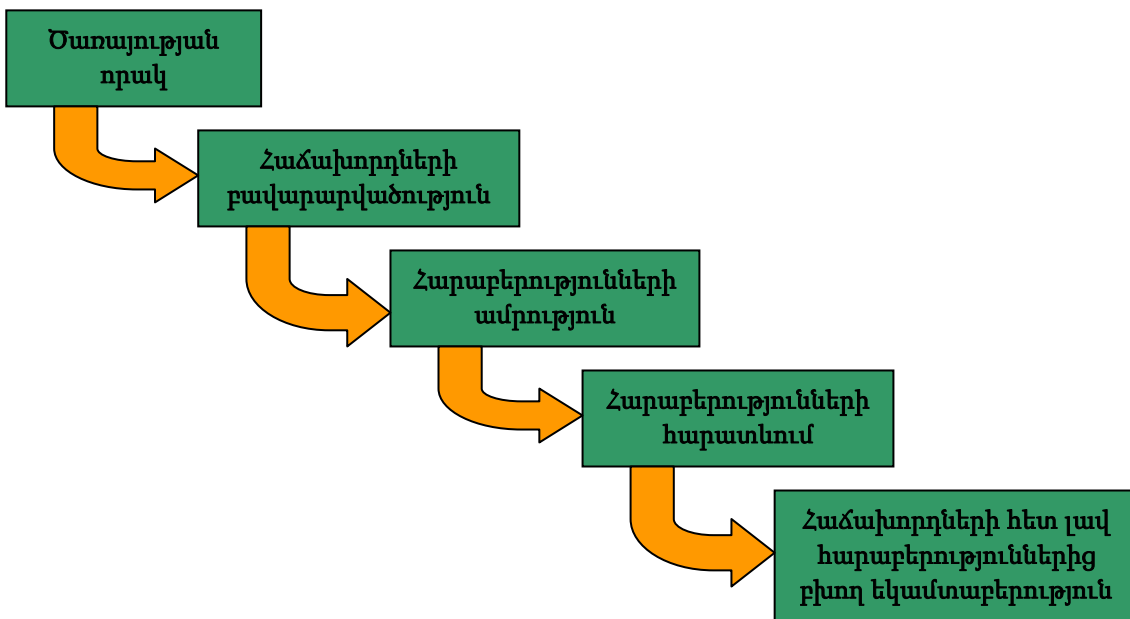 Ծառայության
որակ
Հաճախորդների
բավարարվածություն
Հարաբերությունների
ամրություն
Հարաբերությունների
հարատևում
Հաճախորդների հետ լավ
հարաբերություններից
բխող եկամտաբերություն